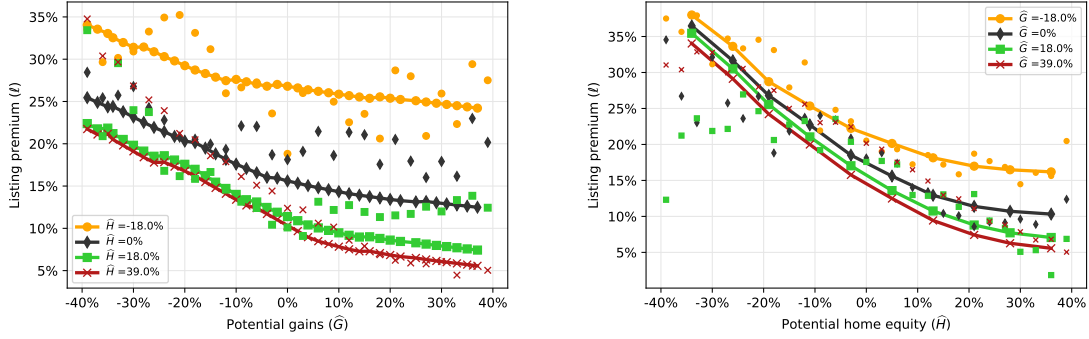 35%
30%
25%
20%
15%
10%
5%
Listing premium (ℓ)
Ĥ =-18.0%
Ĥ =0%
Ĥ =18.0%
Ĥ =39.0%
-40% -30% -20% -10% 0% 10% 20% 30% 40%
Potential gains (Ĝ)
35%
30%
25%
20%
15%
10%
5%
Listing premium (ℓ)
Ĝ =-18.0%
Ĝ =0%
Ĝ =18.0%
Ĝ =39.0%
-40% -30% -20% -10% 0% 10% 20% 30% 40%
Potential home equity (Ĥ)